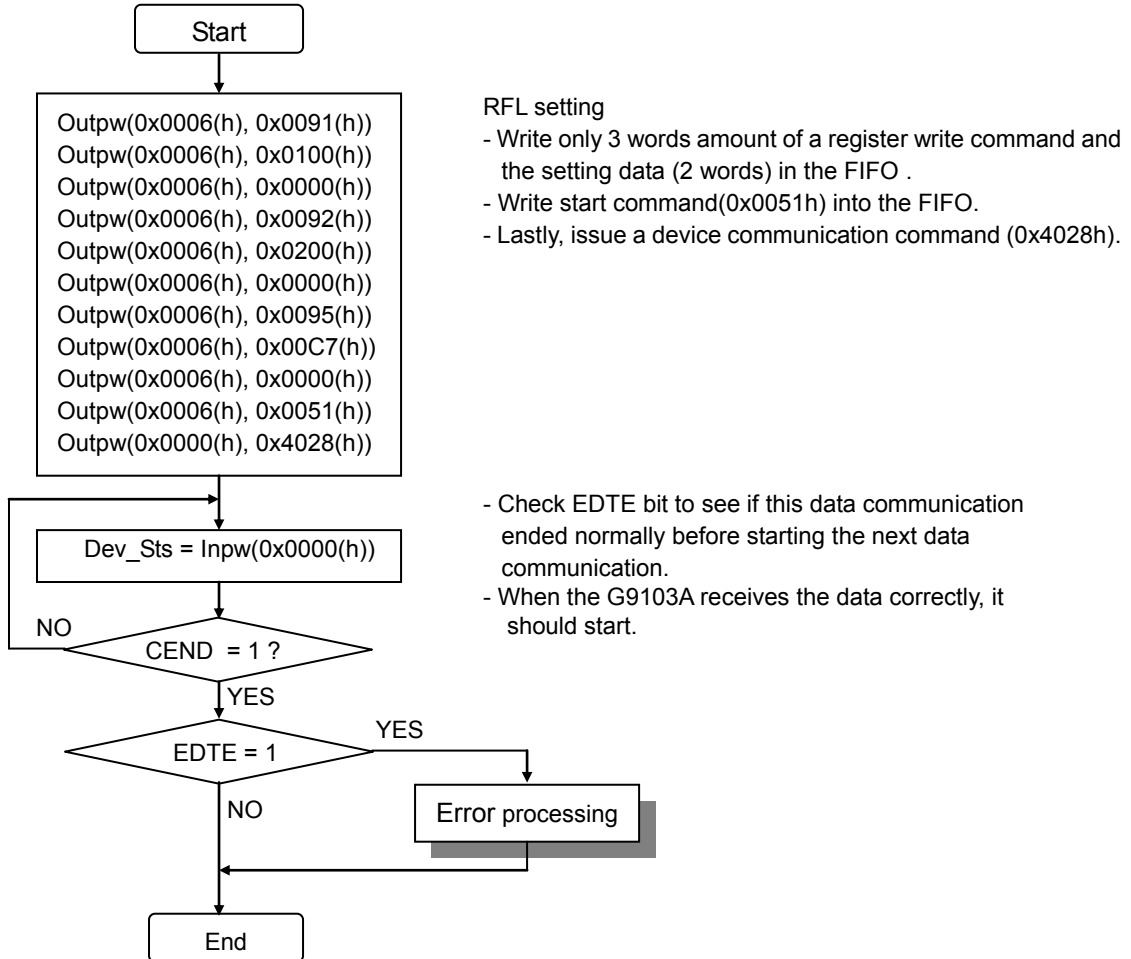 Start
Outpw(0x0006(h), 0x0091(h))
Outpw(0x0006(h), 0x0100(h))
Outpw(0x0006(h), 0x0000(h))
Outpw(0x0006(h), 0x0092(h))
Outpw(0x0006(h), 0x0200(h))
Outpw(0x0006(h), 0x0000(h))
Outpw(0x0006(h), 0x0095(h))
Outpw(0x0006(h), 0x00C7(h))
Outpw(0x0006(h), 0x0000(h))
Outpw(0x0006(h), 0x0051(h))
Outpw(0x0000(h), 0x4028(h))
RFL setting
- Write only 3 words amount of a register write command and
the setting data (2 words) in the FIFO .
- Write start command(0x0051h) into the FIFO.
- Lastly, issue a device communication command (0x4028h).
Dev_Sts = Inpw(0x0000(h))
- Check EDTE bit to see if this data communication
ended normally before starting the next data
communication.
- When the G9103A receives the data correctly, it
should start.
NO
CEND = 1 ?
YES
EDTE = 1
YES
NO
Error processing
End